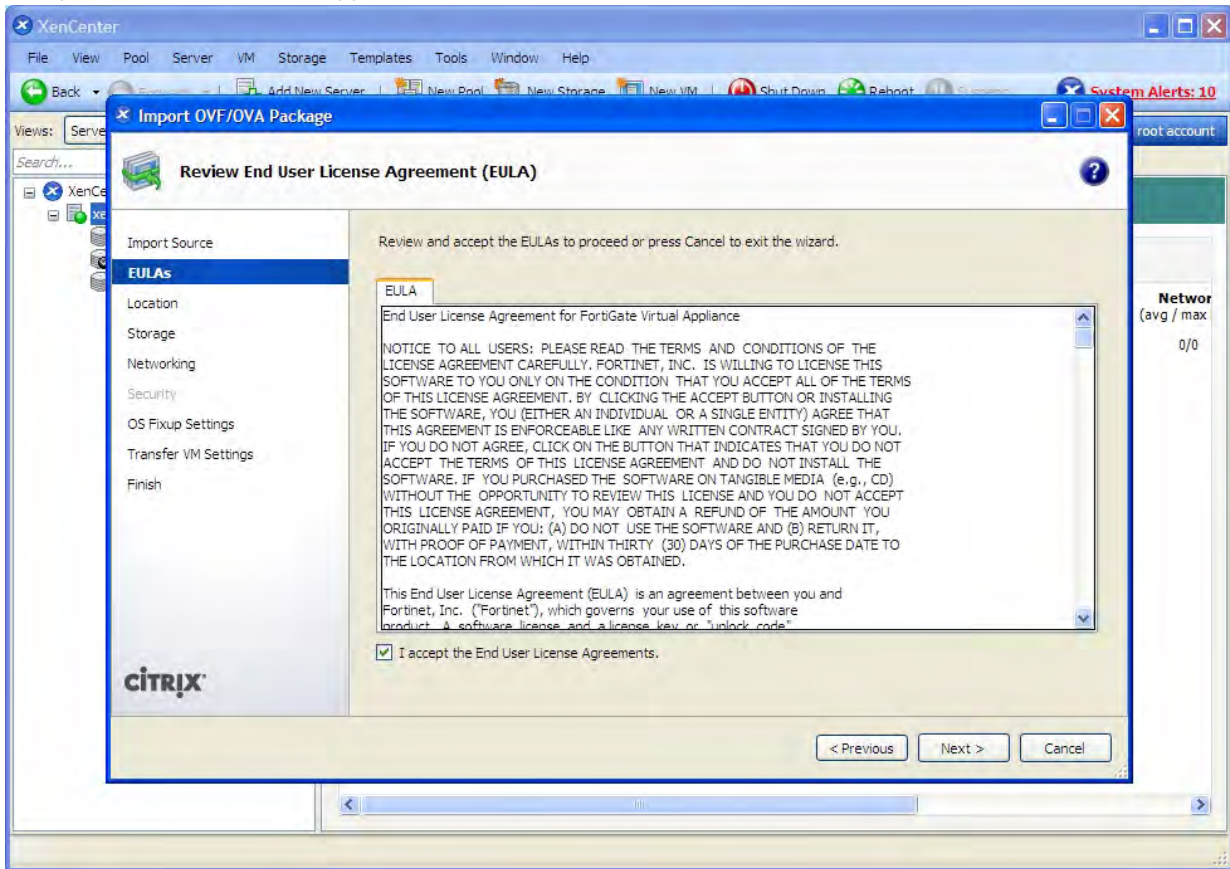 XenCenter
File View Pool Server VM Storage Templates Tools Window Help
Back Add New Server New Pool New Storage New VM Shut Down Reboot System Alerts: 10
Import OVF/OVA Package
Views: Serve
root account
Search...
Review End User License Agreement (EULA)
XenCe
xe
Import Source
Review and accept the EULAs to proceed or press Cancel to exit the wizard.
EULAs
EULA
Location
Networ
(avg / max
End User License Agreement for FortiGate Virtual Appliance
Storage
0/0
NOTICE TO ALL USERS: PLEASE READ THE TERMS AND CONDITIONS OF THE
Networking
LICENSE AGREEMENT CAREFULLY. FORTINET, INC. IS WILLING TO LICENSE THIS
SOFTWARE TO YOU ONLY ON THE CONDITION THAT YOU ACCEPT ALL OF THE TERMS
Security
OF THIS LICENSE AGREEMENT. BY CLICKING THE ACCEPT BUTTON OR INSTALLING
THE SOFTWARE, YOU (EITHER AN INDIVIDUAL OR A SINGLE ENTITY) AGREE THAT
OS Fixup Settings
THIS AGREEMENT IS ENFORCEABLE LIKE ANY WRITTEN CONTRACT SIGNED BY YOU.
IF YOU DO NOT AGREE, CLICK ON THE BUTTON THAT INDICATES THAT YOU DO NOT
Transfer VM Settings
ACCEPT THE TERMS OF THIS LICENSE AGREEMENT AND DO NOT INSTALL THE
SOFTWARE. IF YOU PURCHASED THE SOFTWARE ON TANGIBLE MEDIA (e.g., CD)
Finish
WITHOUT THE OPPORTUNITY TO REVIEW THIS LICENSE AND YOU DO NOT ACCEPT
THIS LICENSE AGREEMENT, YOU MAY OBTAIN A REFUND OF THE AMOUNT YOU
ORIGINALLY PAID IF YOU: (A) DO NOT USE THE SOFTWARE AND (B) RETURN IT,
WITH PROOF OF PAYMENT, WITHIN THIRTY (30) DAYS OF THE PURCHASE DATE TO
THE LOCATION FROM WHICH IT WAS OBTAINED.
This End User License Agreement (EULA) is an agreement between you and
Fortinet, Inc. ("Fortinet"), which governs your use of this software
product. A software license and a license key or "unlock code"
I accept the End User License Agreements.
CİTRIX
< Previous Next > Cancel